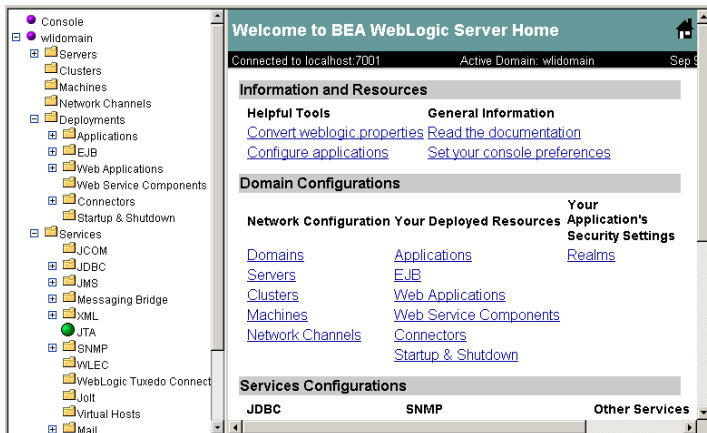 Console
wlidomain
Servers
Clusters
Machines
Network Channels
Deployments
Applications
EJB
Web Applications
Web Service Components
Connectors
Startup & Shutdown
Services
JCOM
JDBC
JMS
Messaging Bridge
XML
JTA
SNMP
WLEC
WebLogic Tuxedo Connect
Jolt
Virtual Hosts
Mail
Welcome to BEA WebLogic Server Home
Connected to localhost:7001 Active Domain: wlidomain Sep 9
Information and Resources
Helpful Tools General Information
Convert weblogic.properties Read the documentation
Configure applications Set your console preferences
Domain Configurations
Network Configuration Your Deployed Resources Your Application's Security Settings
Domains Applications Realms
Servers EJB
Clusters Web Applications
Machines Web Service Components
Network Channels Connectors
Startup & Shutdown
Services Configurations
JDBC SNMP Other Services